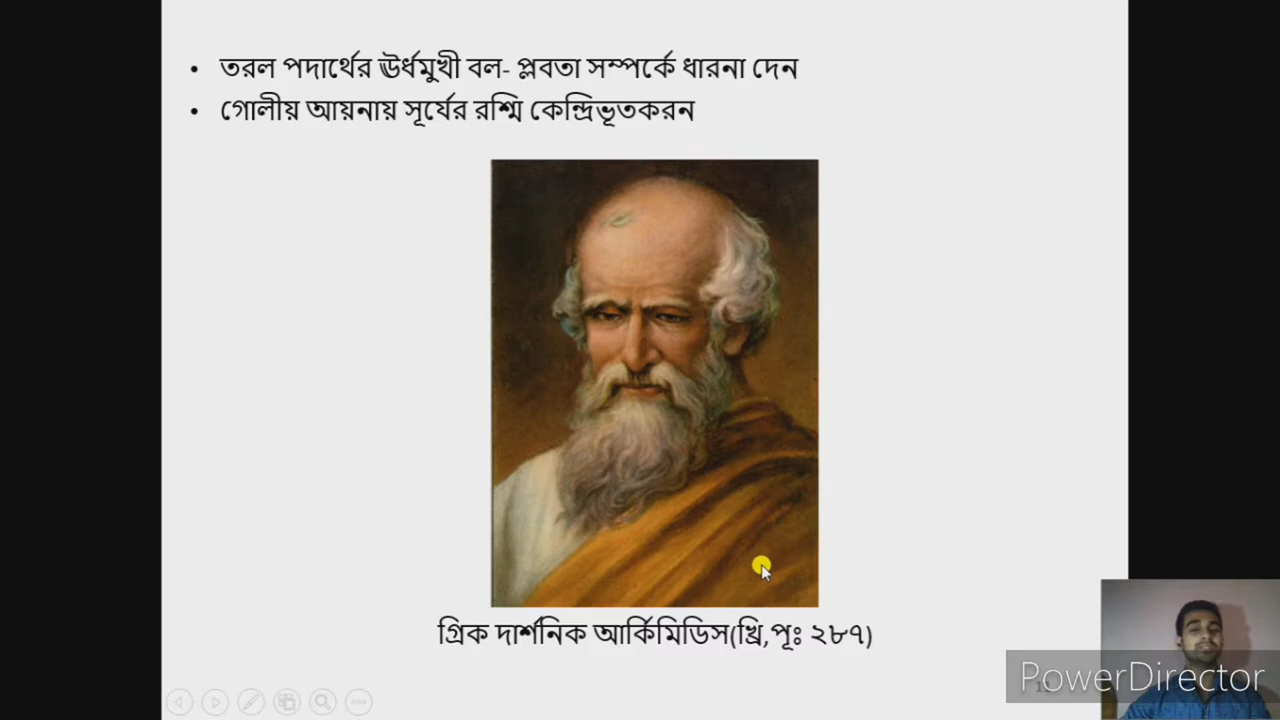 • তরল পদার্থের ঊর্ধমুখী বল- প্লবতা সম্পর্কে ধারনা দেন
• গোলীয় আয়নায় সূর্যের রশ্মি কেন্দ্রিভূতকরন
গ্রিক দার্শনিক আর্কিমিডিস(খ্রি,পূঃ ২৮৭)
PowerDirector